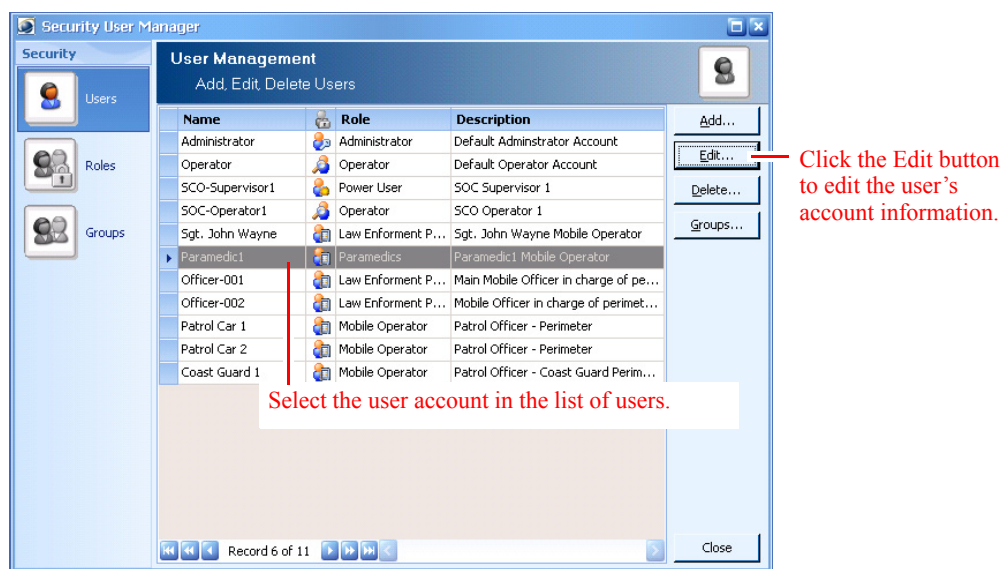 Security User Manager
Security
Users
Roles
Groups
User Management
Add, Edit, Delete Users
Name Role Description
Administrator Administrator Default Adminstrator Account
Operator Operator Default Operator Account
SCO-Supervisor1 Power User SOC Supervisor 1
SOC-Operator1 Operator SCO Operator 1
Sgt. John Wayne Law Enforment P... Sgt. John Wayne Mobile Operator
Paramedic1 Paramedics Paramedic1 Mobile Operator
Officer-001 Law Enforment P... Main Mobile Officer in charge of pe...
Officer-002 Law Enforment P... Mobile Officer in charge of perimet...
Patrol Car 1 Mobile Operator Patrol Officer - Perimeter
Patrol Car 2 Mobile Operator Patrol Officer - Perimeter
Coast Guard 1 Mobile Operator Patrol Officer - Coast Guard Perim...
Select the user account in the list of users.
Record 6 of 11
Add...
Edit...
Delete...
Groups...
Close
Click the Edit button
to edit the user’s
account information.